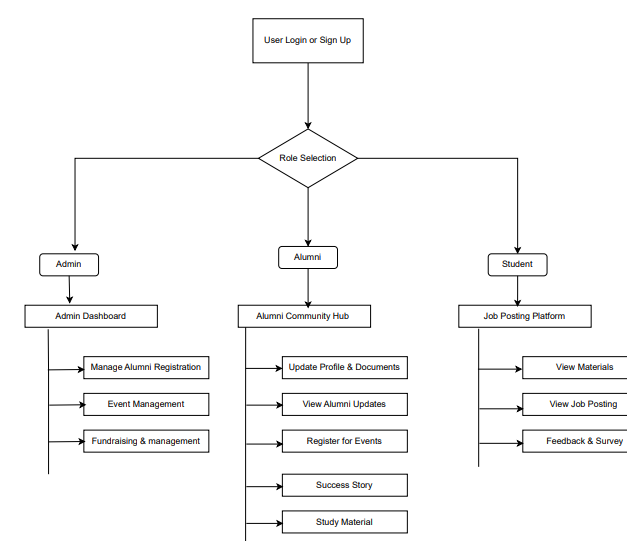 User Login or Sign Up
Role Selection
Admin
Alumni
Student
Admin Dashboard
Alumni Community Hub
Job Posting Platform
Manage Alumni Registration
Event Management
Fundraising & management
Update Profile & Documents
View Alumni Updates
Register for Events
Success Story
Study Material
View Materials
View Job Posting
Feedback & Survey